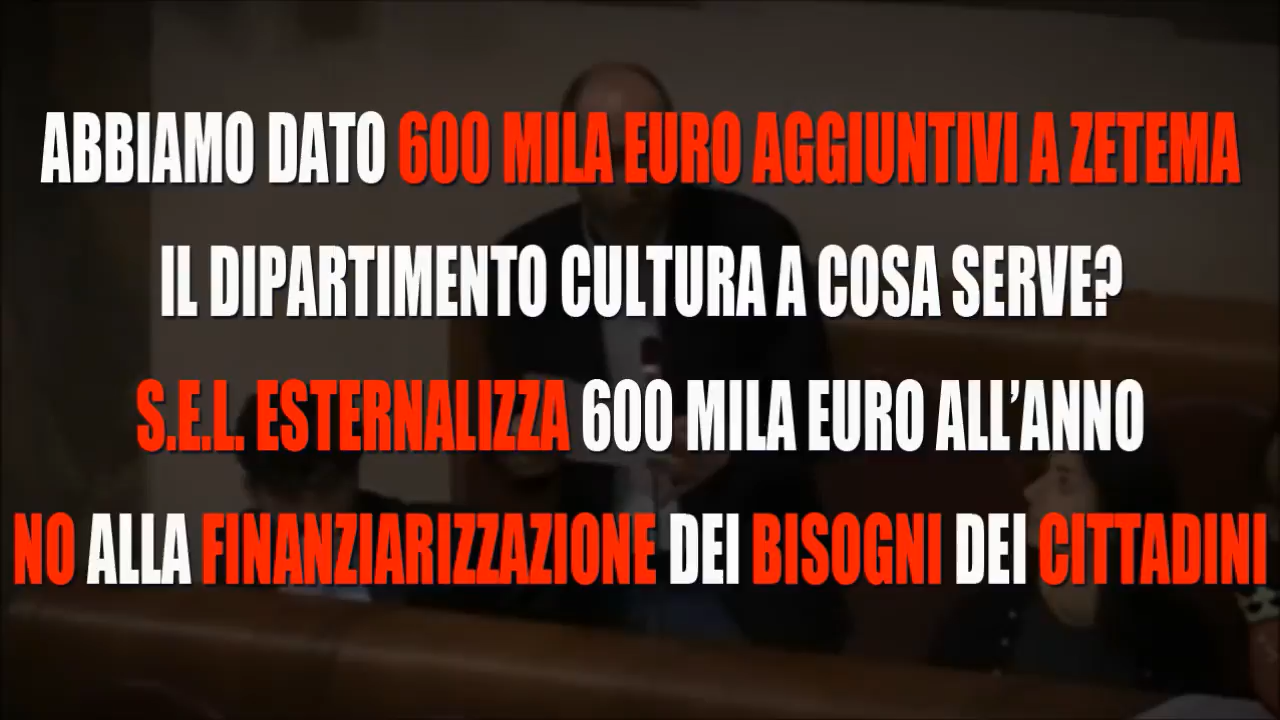 ABBIAMO DATO 600 MILA EURO AGGIUNTIVI A ZETEMA
IL DIPARTIMENTO CULTURA A COSA SERVE?
S.E.L. ESTERNALIZZA 600 MILA EURO ALL'ANNO
NO ALLA FINANZIARIZZAZIONE DEI BISOGNI DEI CITTADINI